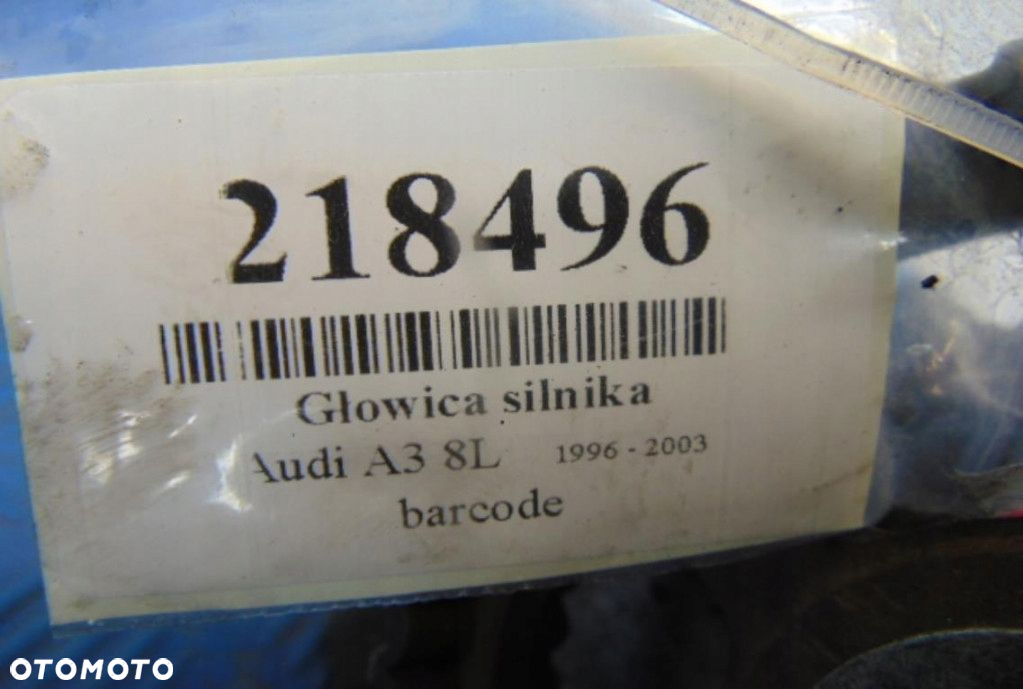 218496
Głowica silnika
Audi A3 8L 1996 - 2003
barcode
OTOMOTO